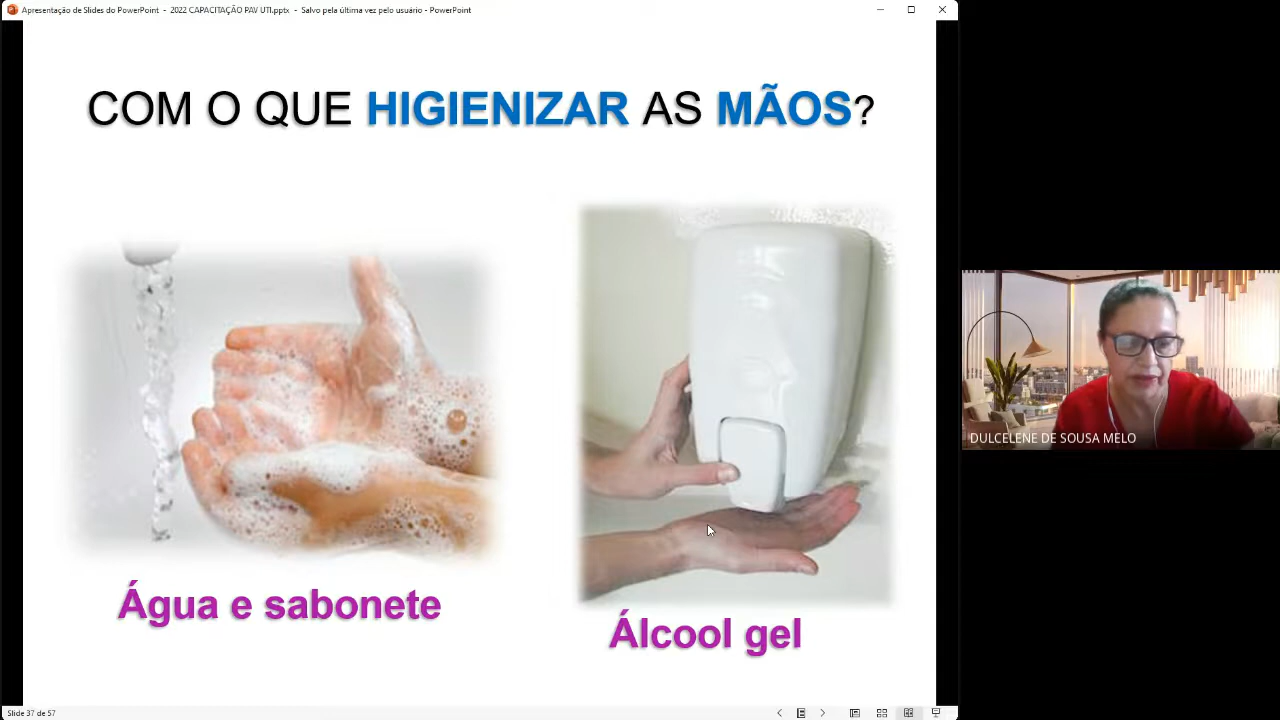 Apresentação de Slides do PowerPoint - 2022 CAPACITAÇÃO PAV UTI.pptx - Salvo pela última vez pelo usuário - PowerPoint
COM O QUE HIGIENIZAR AS MÃOS?
Água e sabonete
Álcool gel
DULCELENE DE SOUSA MELO
Slide 37 de 57